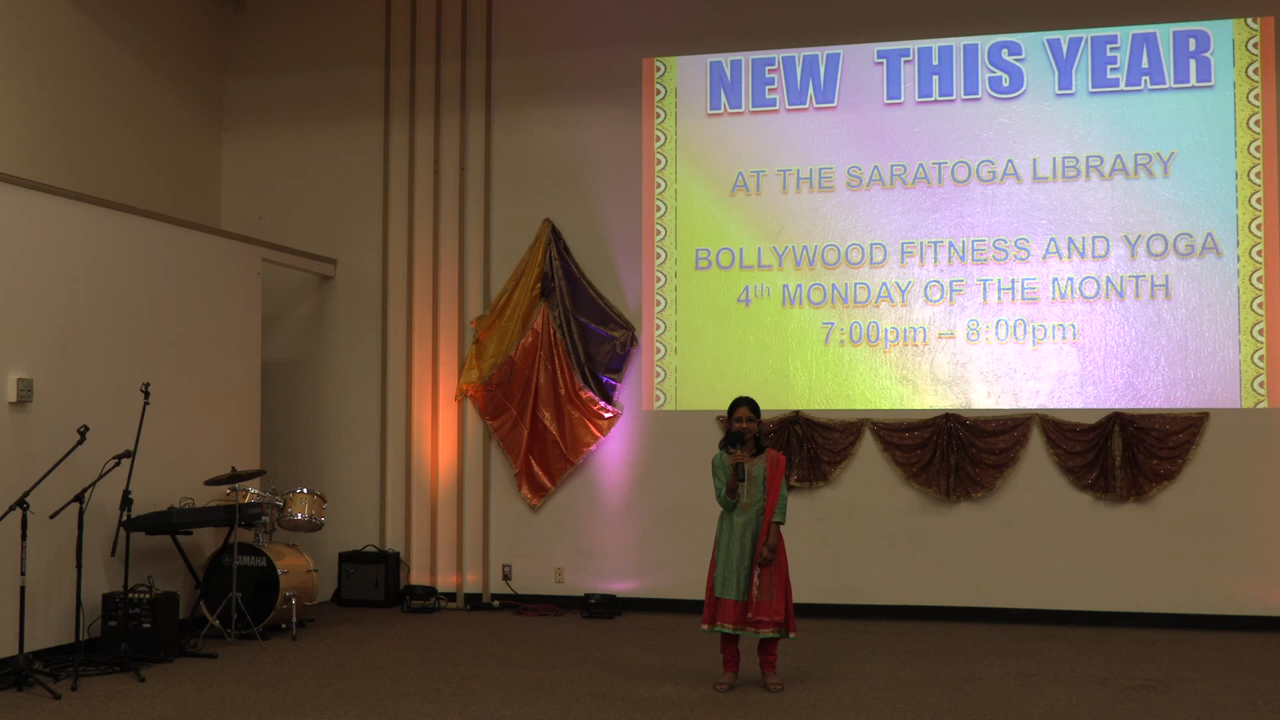 NEW THIS YEAR
AT THE SARATOGA LIBRARY
BOLLYWOOD FITNESS AND YOGA
4th MONDAY OF THE MONTH
7:00pm – 8:00pm
YAMAHA